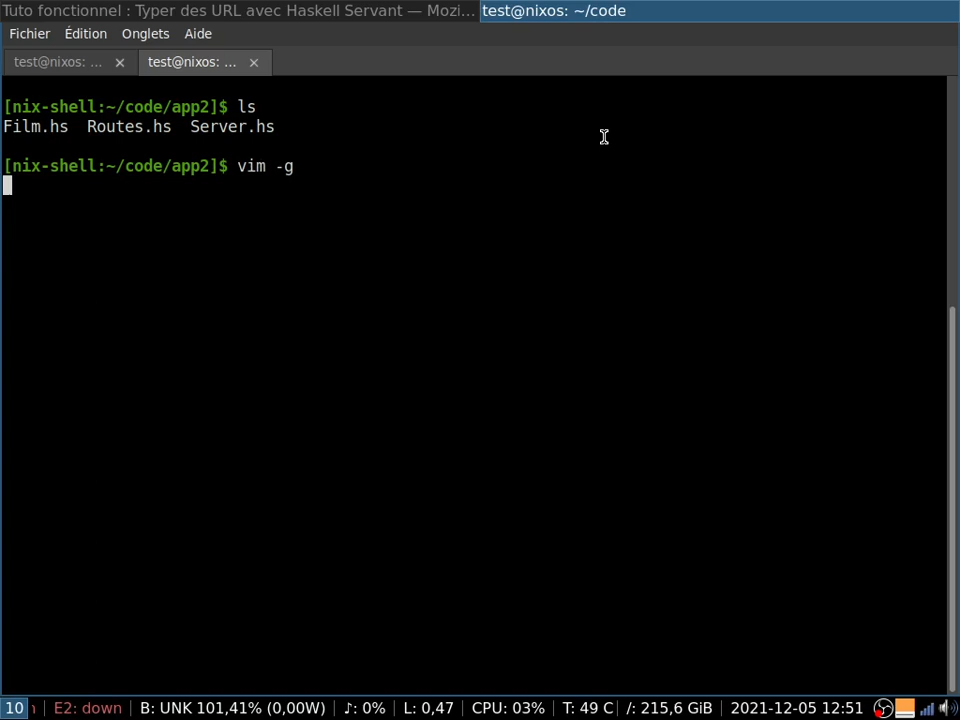 Tuto fonctionnel : Typer des URL avec Haskell Servant — Mozi... test@nixos: ~/code
Fichier Édition Onglets Aide
test@nixos: ... × test@nixos: ... ×
[nix-shell:~/code/app2]$ ls
Film.hs Routes.hs Server.hs
[nix-shell:~/code/app2]$ vim -g
10 | E2: down | B: UNK 101,41% (0,00W) | ♪: 0% | L: 0,47 | CPU: 03% | T: 49 C | /: 215,6 GiB | 2021-12-05 12:51